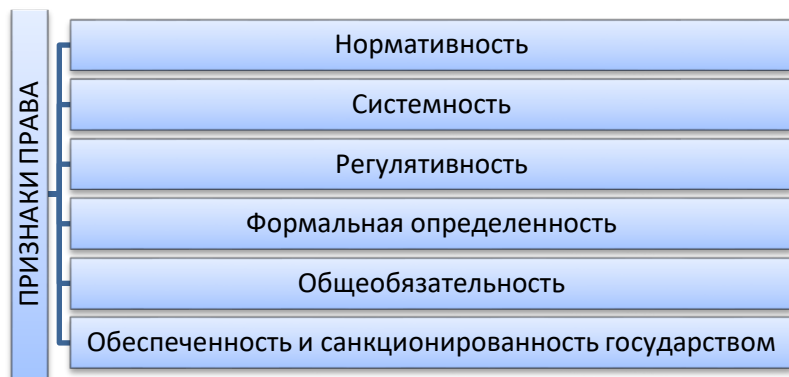 ПРИЗНАКИ ПРАВА
Нормативность
Системность
Регулятивность
Формальная определенность
Общеобязательность
Обеспеченность и санкционированность государством